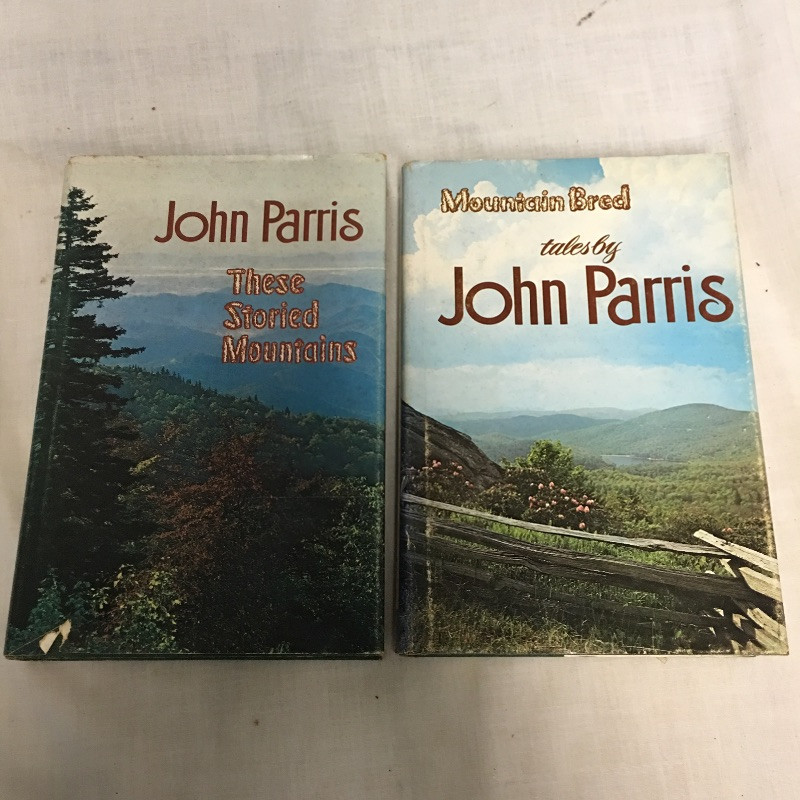 John Parris
These
Storied
Mountains
Mountain Bred
tales by
John Parris